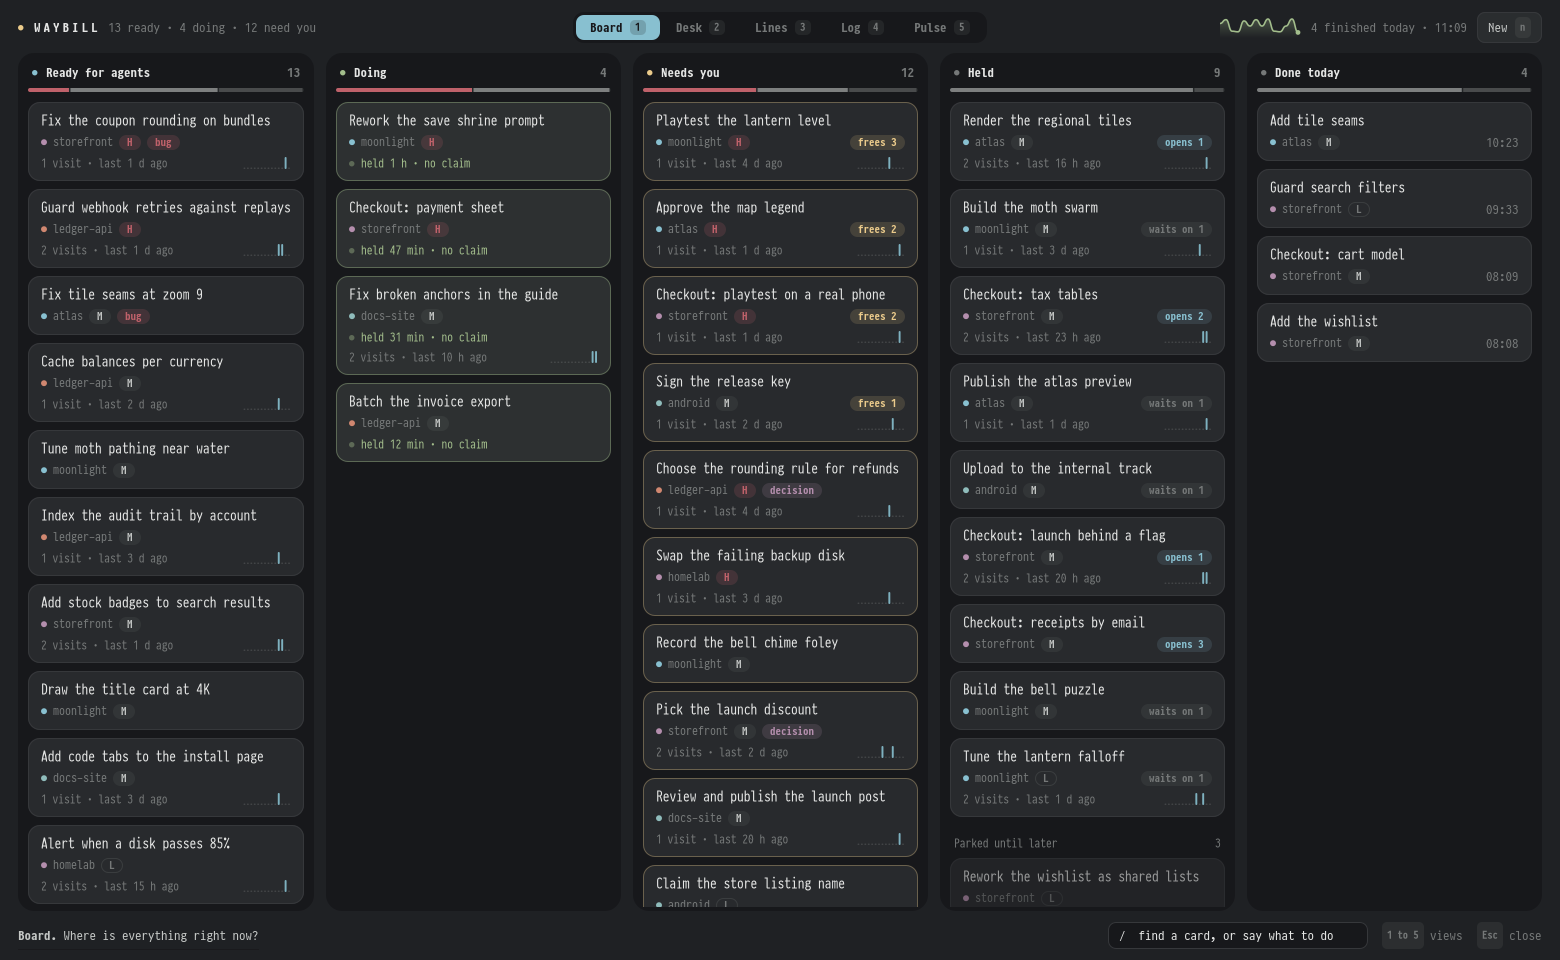 WAYBILL 13 ready · 4 doing · 12 need you
Board 1 Desk 2 Lines 3 Log 4 Pulse 5
4 finished today · 11:09 New n
Ready for agents 13
Fix the coupon rounding on bundles
storefront H bug
1 visit · last 1 d ago
Guard webhook retries against replays
ledger-api H
2 visits · last 1 d ago
Fix tile seams at zoom 9
atlas M bug
Cache balances per currency
ledger-api M
1 visit · last 2 d ago
Tune moth pathing near water
moonlight M
Index the audit trail by account
ledger-api M
1 visit · last 3 d ago
Add stock badges to search results
storefront M
2 visits · last 1 d ago
Draw the title card at 4K
moonlight M
Add code tabs to the install page
docs-site M
1 visit · last 3 d ago
Alert when a disk passes 85%
homelab L
2 visits · last 15 h ago
Doing 4
Rework the save shrine prompt
moonlight H
held 1 h · no claim
Checkout: payment sheet
storefront H
held 47 min · no claim
Fix broken anchors in the guide
docs-site M
held 31 min · no claim
2 visits · last 10 h ago
Batch the invoice export
ledger-api M
held 12 min · no claim
Needs you 12
Playtest the lantern level
moonlight H frees 3
1 visit · last 4 d ago
Approve the map legend
atlas H frees 2
1 visit · last 1 d ago
Checkout: playtest on a real phone
storefront H frees 2
1 visit · last 1 d ago
Sign the release key
android M frees 1
1 visit · last 2 d ago
Choose the rounding rule for refunds
ledger-api H decision
1 visit · last 4 d ago
Swap the failing backup disk
homelab H
1 visit · last 3 d ago
Record the bell chime foley
moonlight M
Pick the launch discount
storefront M decision
2 visits · last 2 d ago
Review and publish the launch post
docs-site M
1 visit · last 20 h ago
Claim the store listing name
android L
Held 9
Render the regional tiles
atlas M opens 1
2 visits · last 16 h ago
Build the moth swarm
moonlight M waits on 1
1 visit · last 3 d ago
Checkout: tax tables
storefront M opens 2
2 visits · last 23 h ago
Publish the atlas preview
atlas M waits on 1
1 visit · last 1 d ago
Upload to the internal track
android M waits on 1
Checkout: launch behind a flag
storefront M opens 1
2 visits · last 20 h ago
Checkout: receipts by email
storefront M opens 3
Build the bell puzzle
moonlight M waits on 1
Tune the lantern falloff
moonlight L waits on 1
2 visits · last 1 d ago
Parked until later 3
Rework the wishlist as shared lists
storefront L
Done today 4
Add tile seams
atlas M 10:23
Guard search filters
storefront L 09:33
Checkout: cart model
storefront M 08:09
Add the wishlist
storefront M 08:08
Board. Where is everything right now?
/ find a card, or say what to do
1 to 5 views Esc close